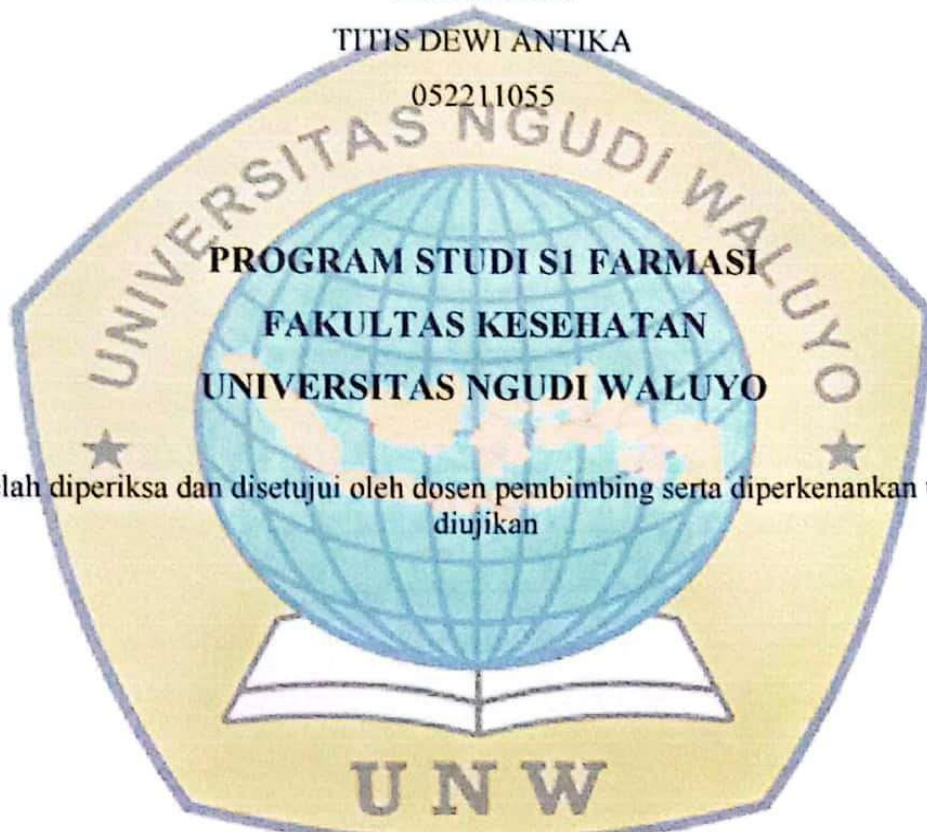 TITIS DEWI ANTIKA
052211055
UNIVERSITAS NGUDI WALUYO
PROGRAM STUDI S1 FARMASI
FAKULTAS KESEHATAN
UNIVERSITAS NGUDI WALUYO
diperiksa dan disetujui oleh dosen pembimbing serta diperkenankan
diujikan
UNW